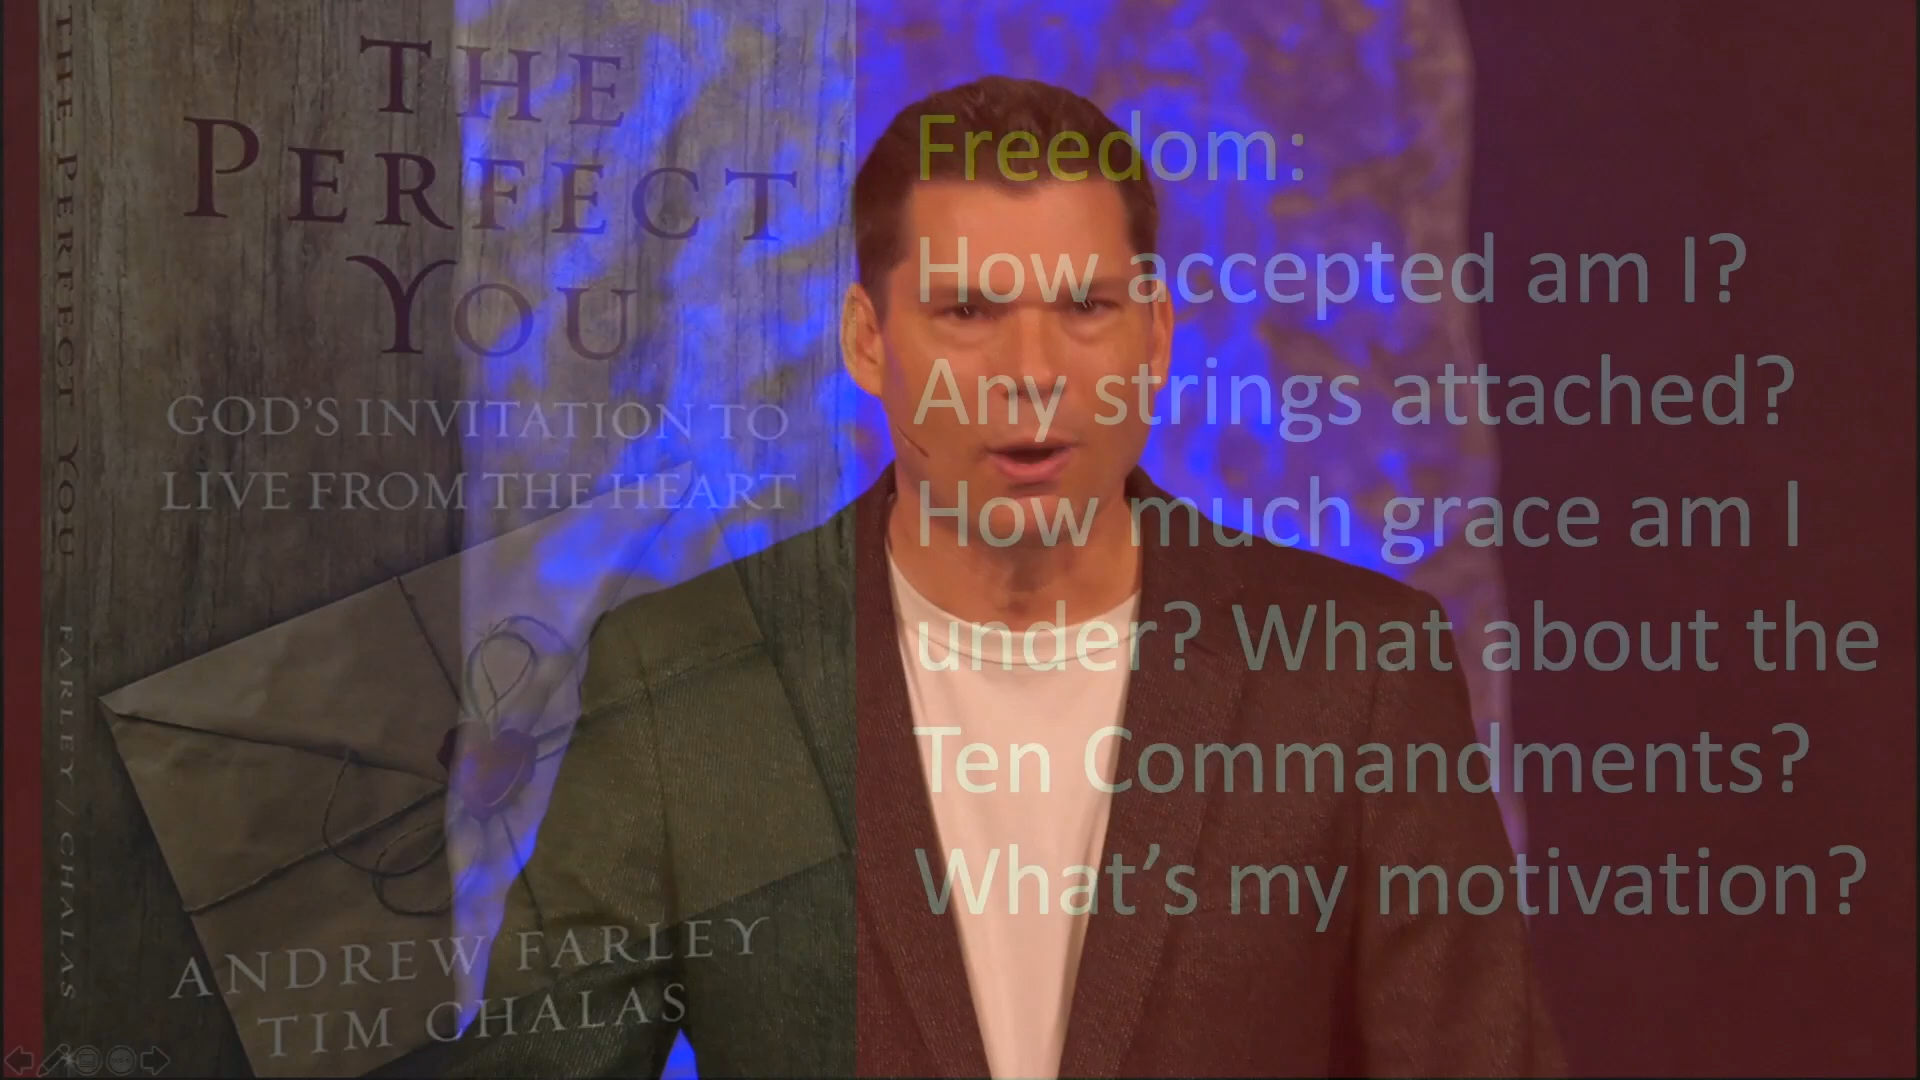 THE PERFECT YOU FARLEY / CHALAS
THE
PERFECT
YOU
GOD'S INVITATION TO
LIVE FROM THE HEART
ANDREW FARLEY
TIM CHALAS
Freedom:
How accepted am I?
Any strings attached?
How much grace am I
under? What about the
Ten Commandments?
What's my motivation?